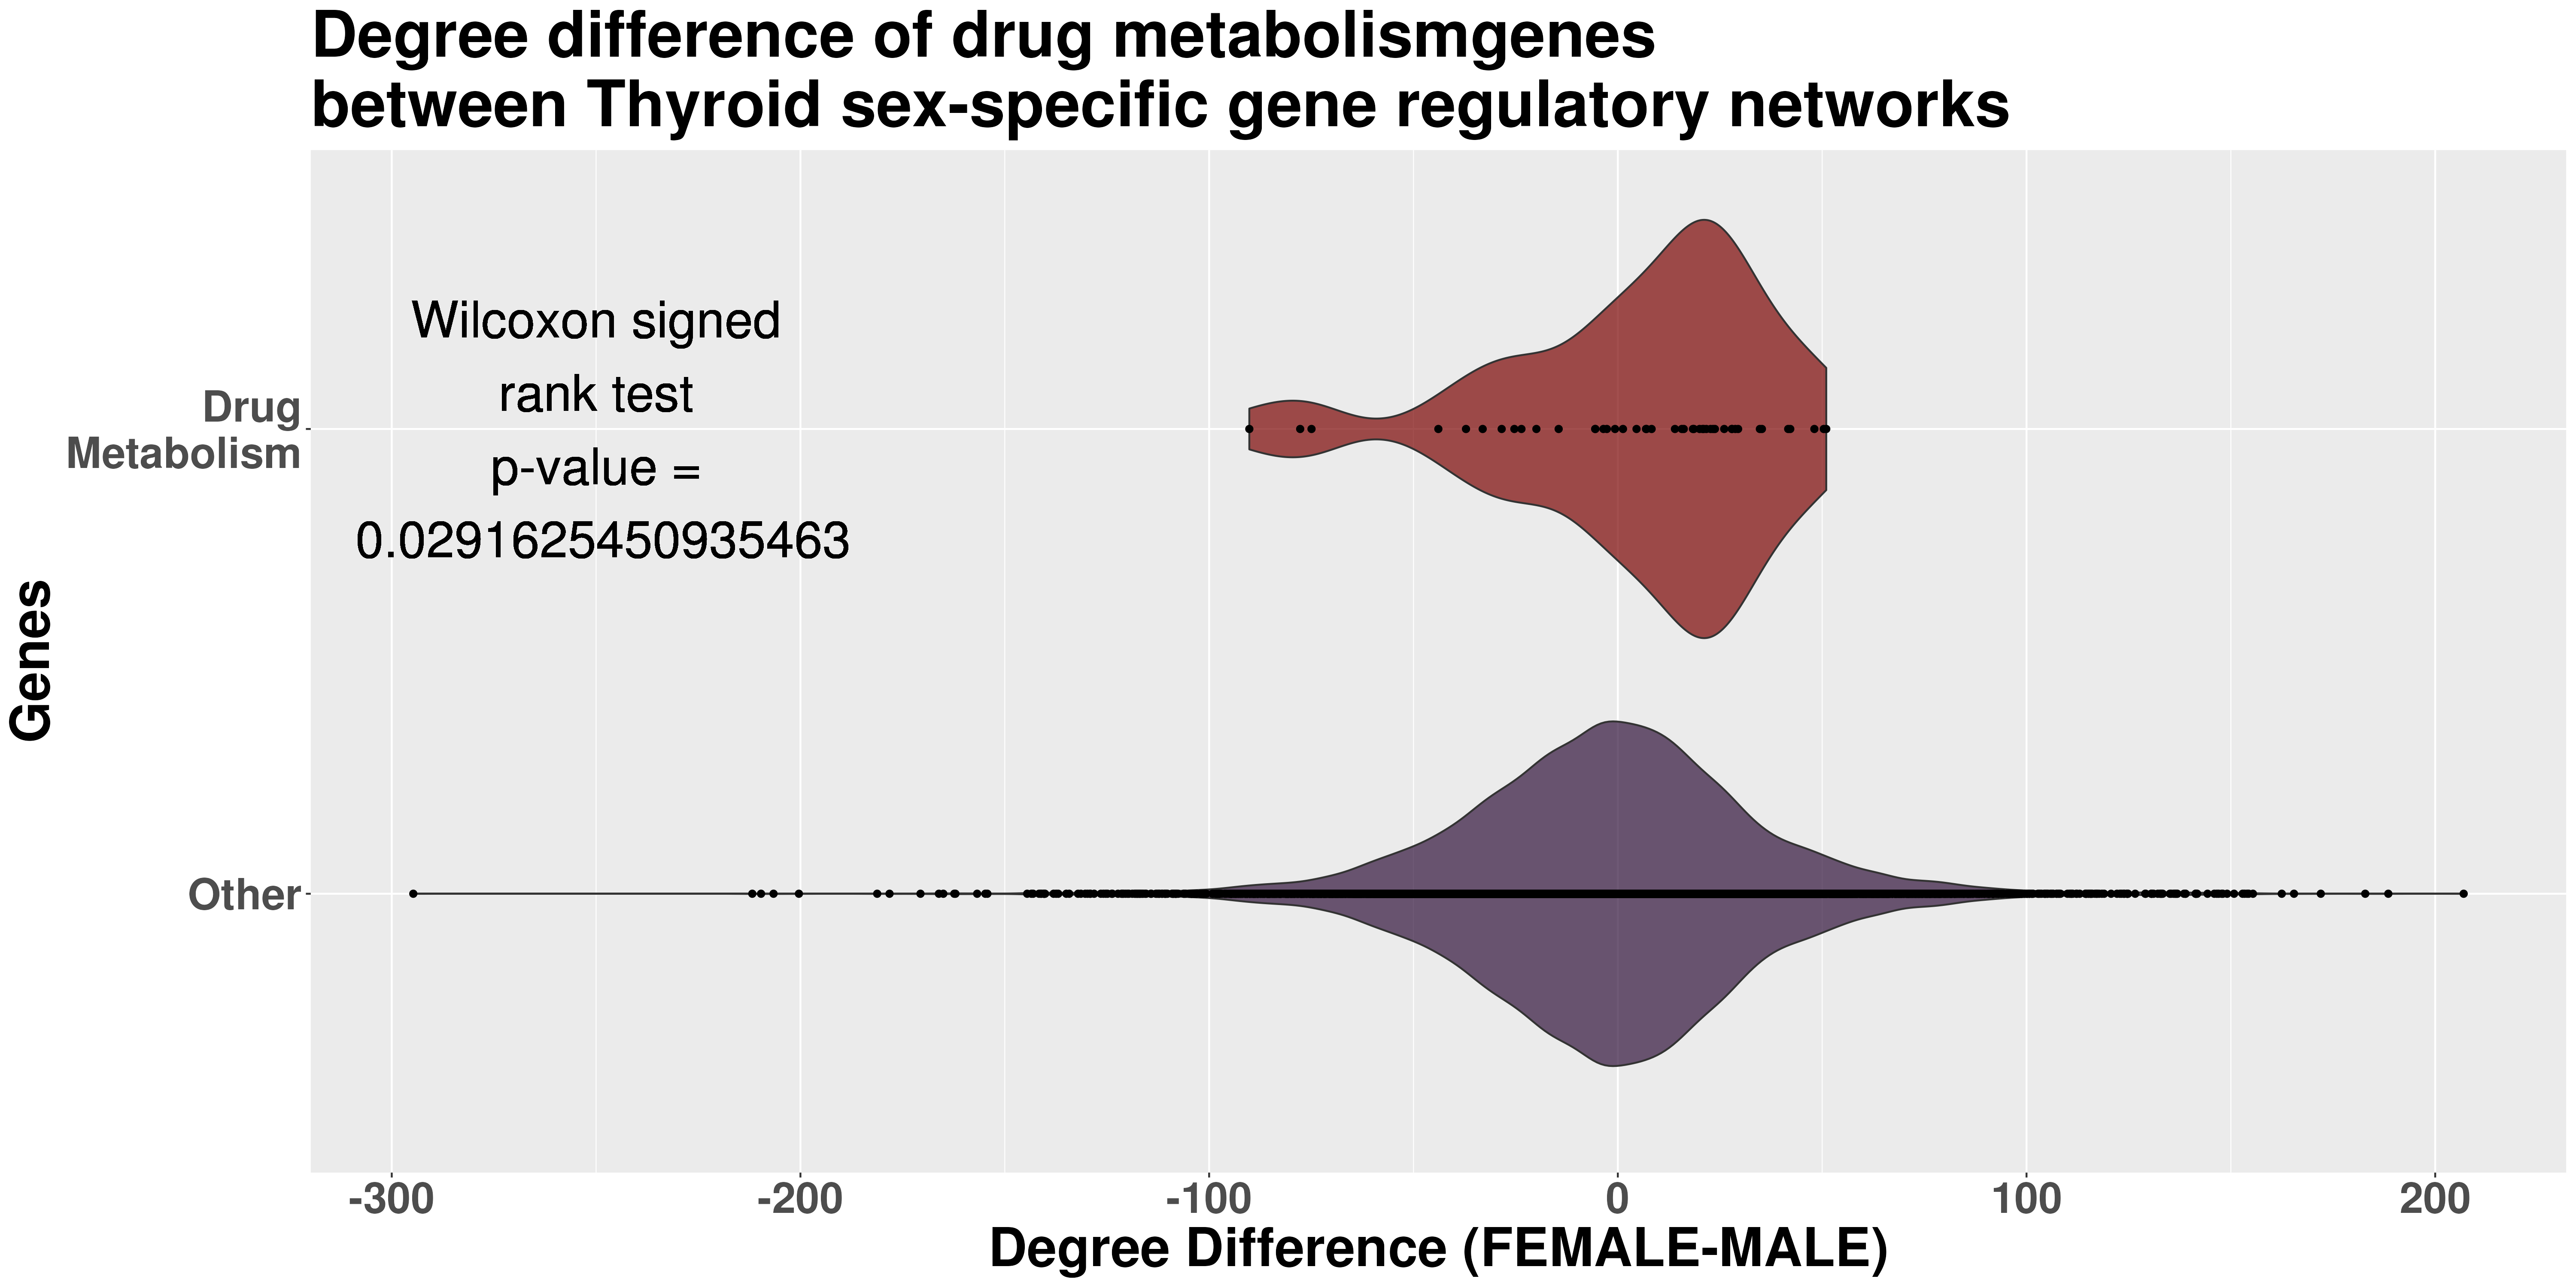 Degree difference of drug metabolismgenes
between Thyroid sex-specific gene regulatory networks
Wilcoxon signed
rank test
p-value =
0.0291625450935463
Drug
Metabolism
Other
Genes
-300 -200 -100 0 100 200
Degree Difference (FEMALE-MALE)